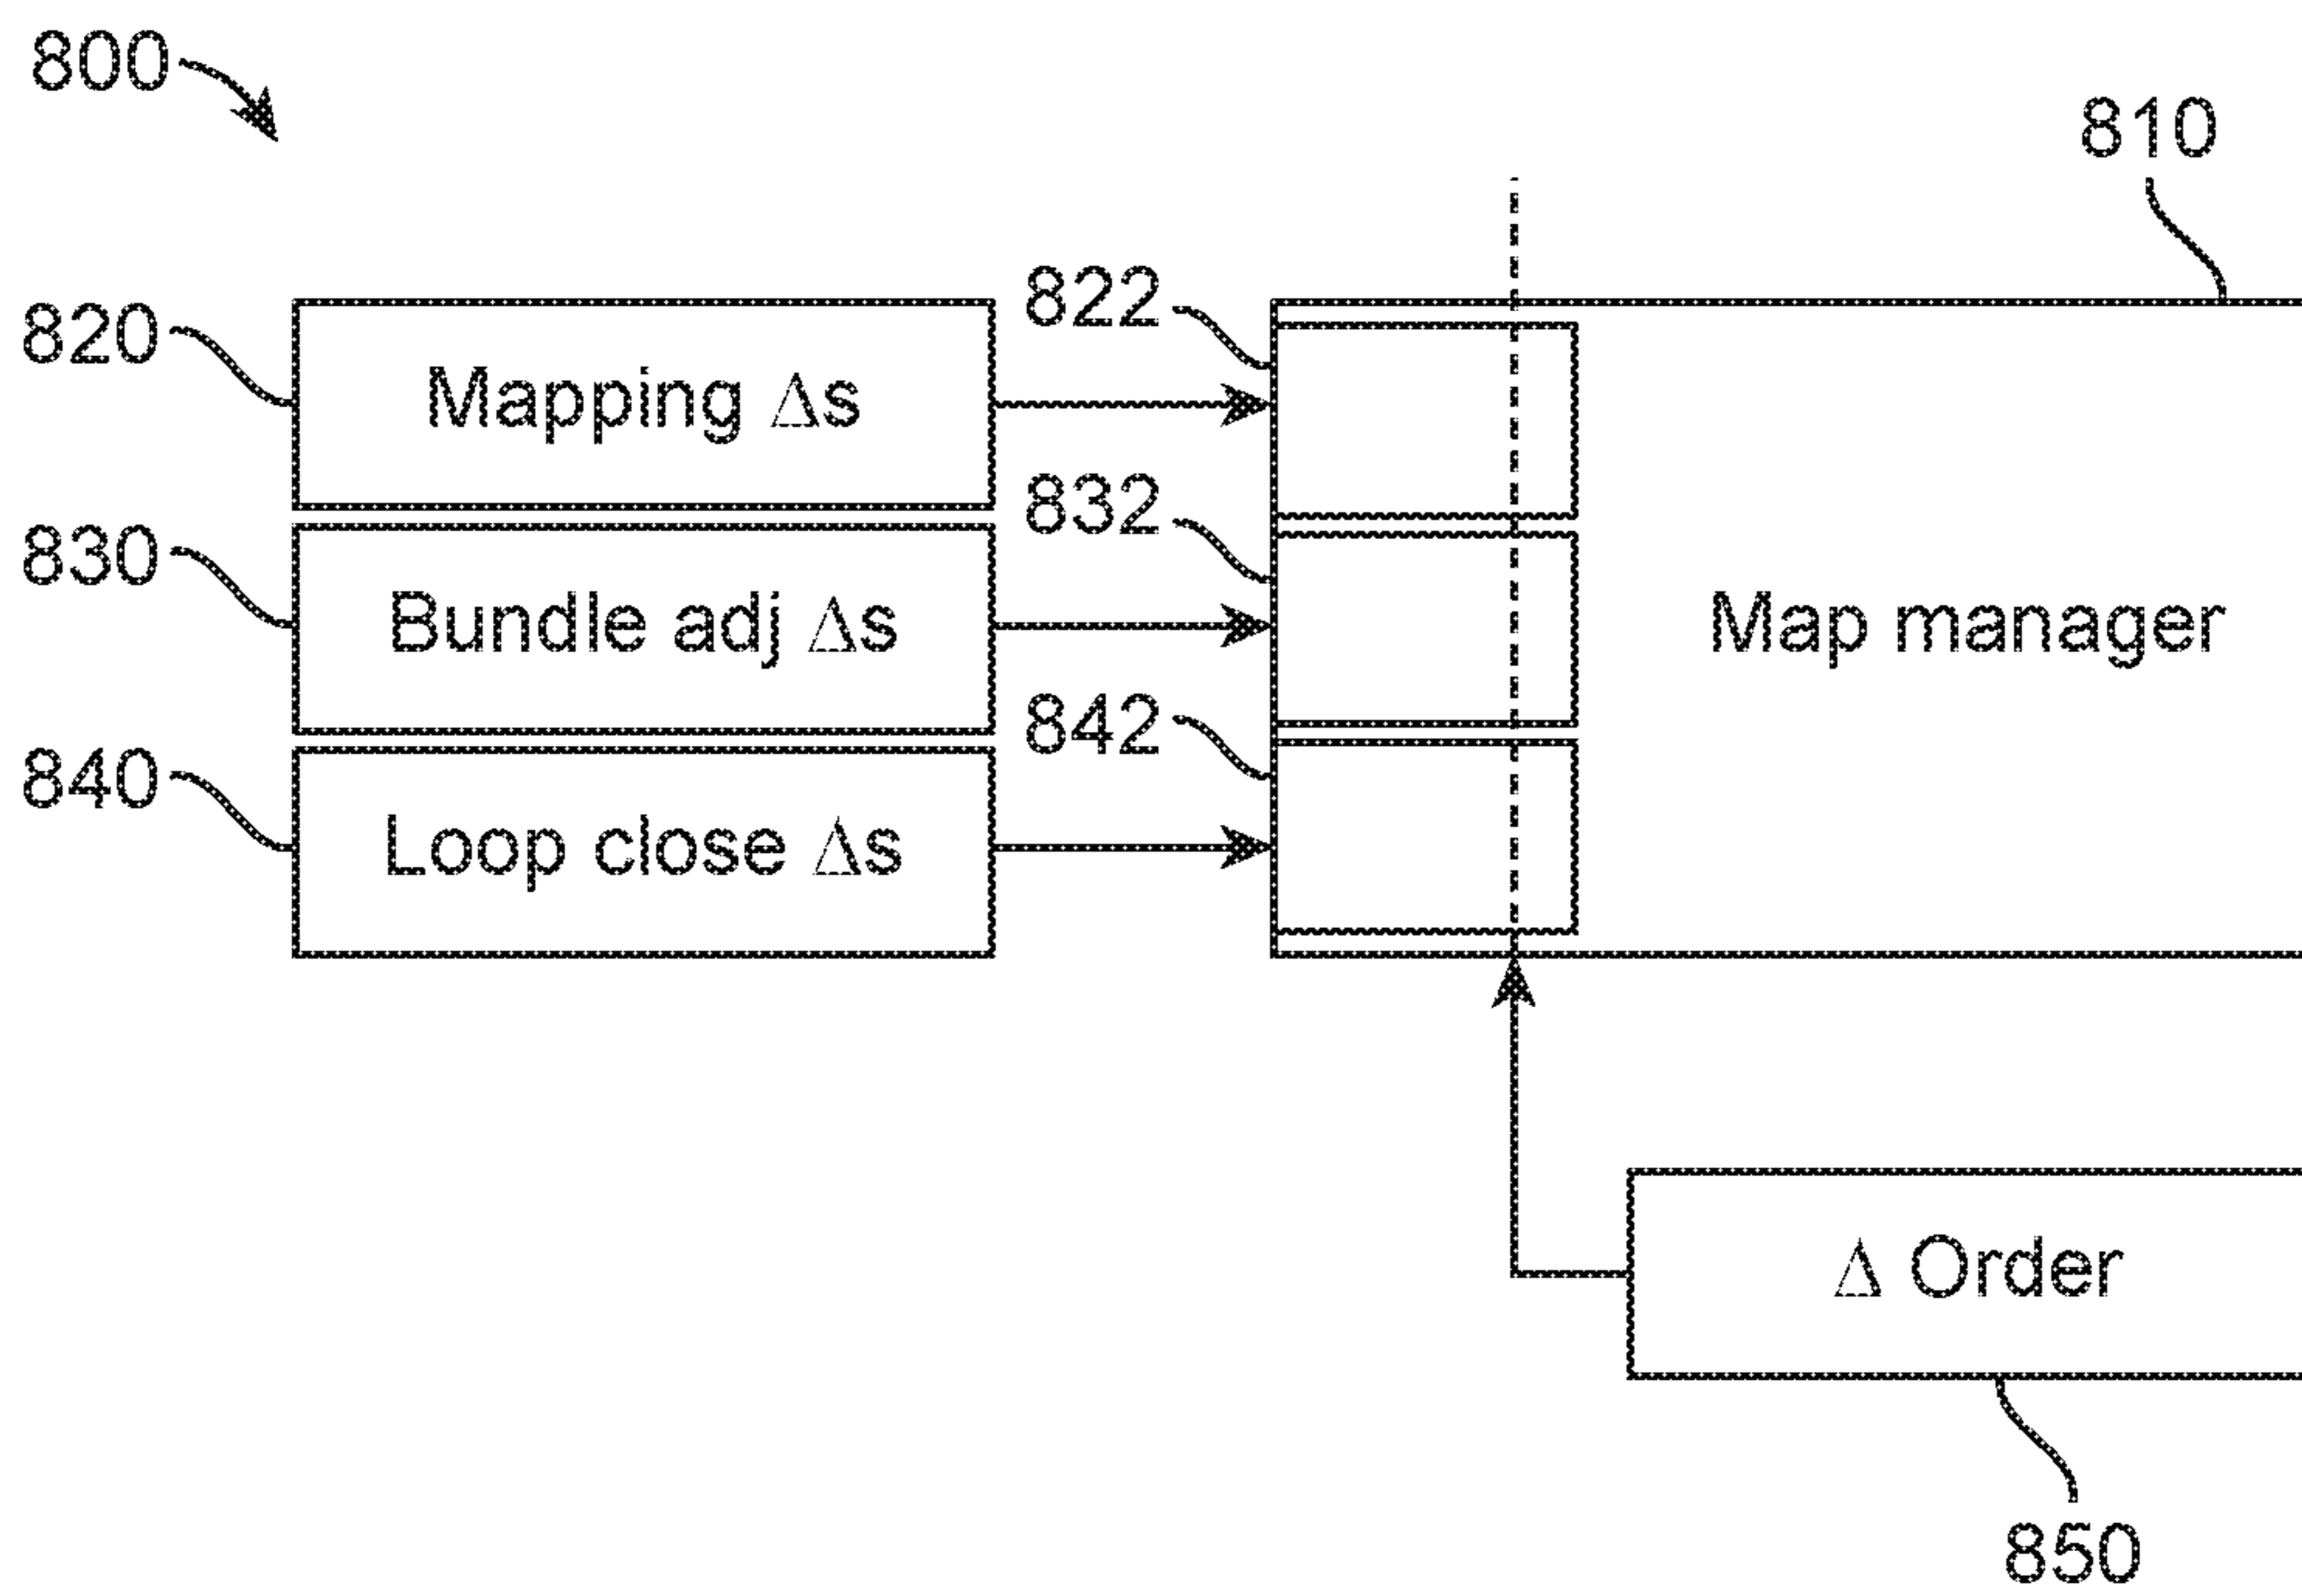 800
810
820
Mapping Δs
822
830
Bundle adj Δs
832
Map manager
840
Loop close Δs
842
Δ Order
850